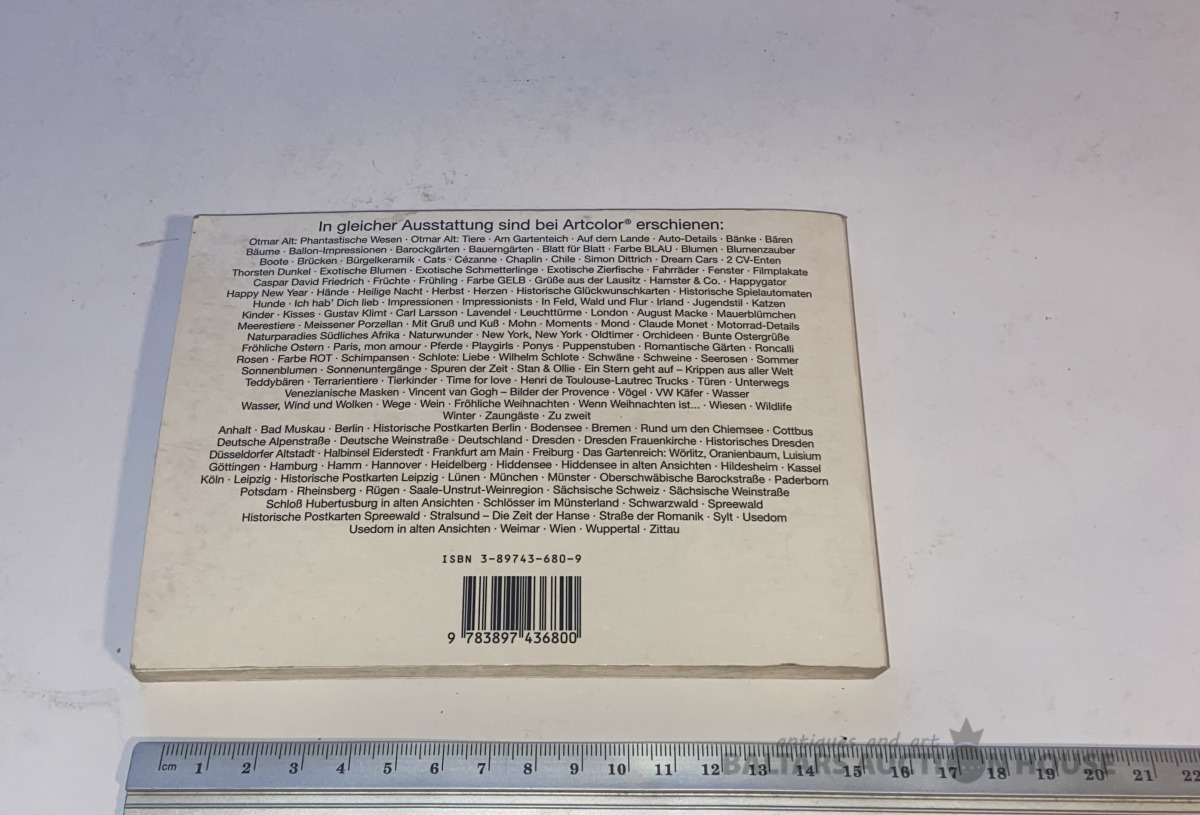 In gleicher Ausstattung sind bei Artcolor® erschienen:
Otmar Alt: Phantastische Wesen · Otmar Alt: Tiere · Am Gartenteich · Auf dem Lande · Auto-Details · Bänke · Bären
Bäume · Ballon-Impressionen · Barockgärten · Bauerngärten · Blatt für Blatt · Farbe BLAU · Blumen · Blumenzauber
Boote · Brücken · Bürgelkeramik · Cats · Cézanne · Chaplin · Chile · Simon Dittrich · Dream Cars · 2 CV-Enten
Thorsten Dunkel · Exotische Blumen · Exotische Schmetterlinge · Exotische Zierfische · Fahrräder · Fenster · Filmplakate
Caspar David Friedrich · Früchte · Frühling · Farbe GELB · Grüße aus der Lausitz · Hamster & Co. · Happygator
Happy New Year · Hände · Heilige Nacht · Herbst · Herzen · Historische Glückwunschkarten · Historische Spielautomaten
Hunde · Ich hab' Dich lieb · Impressionen · Impressionists · In Feld, Wald und Flur · Irland · Jugendstil · Katzen
Kinder · Kisses · Gustav Klimt · Carl Larsson · Lavendel · Leuchttürme · London · August Macke · Mauerblümchen
Meerestiere · Meissener Porzellan · Mit Gruß und Kuß · Mohn · Moments · Mond · Claude Monet · Motorrad-Details
Naturparadies Südliches Afrika · Naturwunder · New York, New York · Oldtimer · Orchideen · Bunte Ostergrüße
Fröhliche Ostern · Paris, mon amour · Pferde · Playgirls · Ponys · Puppenstuben · Romantische Gärten · Roncalli
Rosen · Farbe ROT · Schimpansen · Schlote: Liebe · Wilhelm Schlote · Schwäne · Schweine · Seerosen · Sommer
Sonnenblumen · Sonnenuntergänge · Spuren der Zeit · Stan & Ollie · Ein Stern geht auf – Krippen aus aller Welt
Teddybären · Terrarientiere · Tierkinder · Time for love · Henri de Toulouse-Lautrec Trucks · Türen · Unterwegs
Venezianische Masken · Vincent van Gogh – Bilder der Provence · Vögel · VW Käfer · Wasser
Wasser, Wind und Wolken · Wege · Wein · Fröhliche Weihnachten · Wenn Weihnachten ist... · Wiesen · Wildlife
Winter · Zaungäste · Zu zweit
Anhalt · Bad Muskau · Berlin · Historische Postkarten Berlin · Bodensee · Bremen · Rund um den Chiemsee · Cottbus
Deutsche Alpenstraße · Deutsche Weinstraße · Deutschland · Dresden · Dresden Frauenkirche · Historisches Dresden
Düsseldorfer Altstadt · Halbinsel Eiderstedt · Frankfurt am Main · Freiburg · Das Gartenreich: Wörlitz, Oranienbaum, Luisium
Göttingen · Hamburg · Hamm · Hannover · Heidelberg · Hiddensee · Hiddensee in alten Ansichten · Hildesheim · Kassel
Köln · Leipzig · Historische Postkarten Leipzig · Lünen · München · Münster · Oberschwäbische Barockstraße · Paderborn
Potsdam · Rheinsberg · Rügen · Saale-Unstrut-Weinregion · Sächsische Schweiz · Sächsische Weinstraße
Schloß Hubertusburg in alten Ansichten · Schlösser im Münsterland · Schwarzwald · Spreewald
Historische Postkarten Spreewald · Stralsund – Die Zeit der Hanse · Straße der Romanik · Sylt · Usedom
Usedom in alten Ansichten · Weimar · Wien · Wuppertal · Zittau
ISBN 3-89743-680-9
9 783897 436800
antiques and art
BALTARS AUCTION HOUSE
cm 1 2 3 4 5 6 7 8 9 10 11 12 13 14 15 16 17 18 19 20 21 22